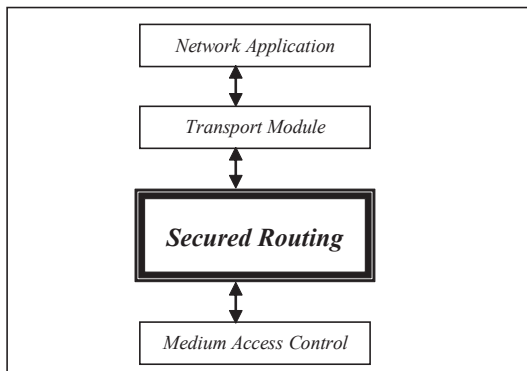 Network Application
Transport Module
Secured Routing
Medium Access Control